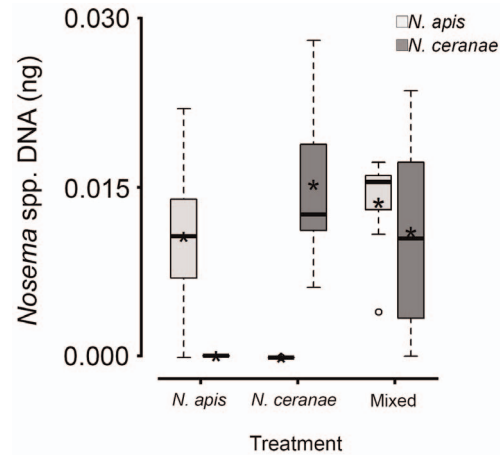 0.030
0.015
0.000
Nosema spp. DNA (ng)
N. apis
N. ceranae
N. apis
N. ceranae
Mixed
Treatment